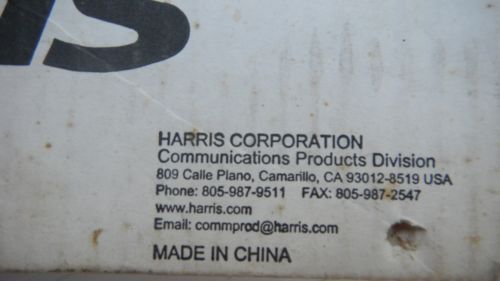 is
HARRIS CORPORATION
Communications Products Division
809 Calle Plano, Camarillo, CA 93012-8519 USA
Phone: 805-987-9511 FAX: 805-987-2547
www.harris.com
Email: commprod@harris.com
MADE IN CHINA